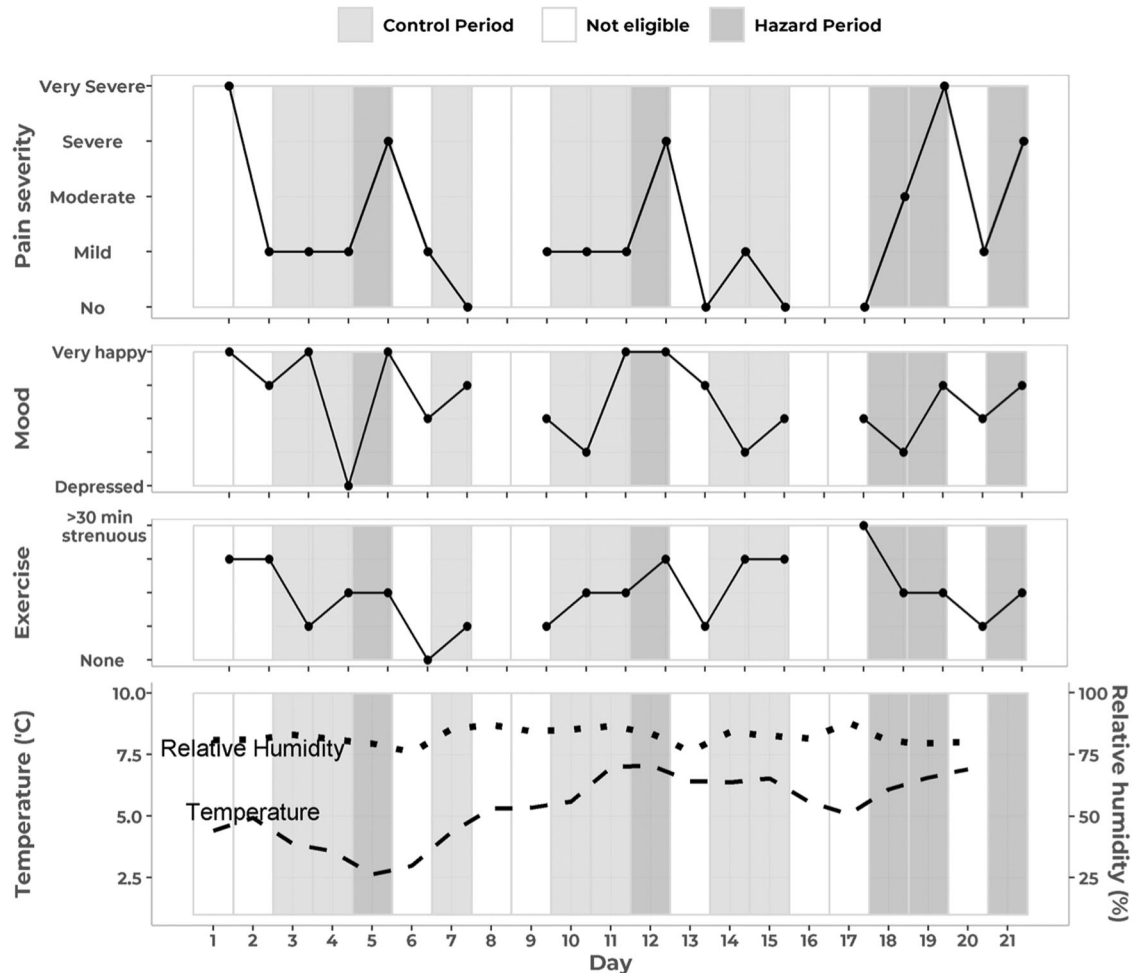 Control Period Not eligible Hazard Period
Pain severity
Very Severe
Severe
Moderate
Mild
No
Mood
Very happy
Depressed
Exercise
>30 min
strenuous
None
Temperature ('C)
10.0
7.5
5.0
2.5
Relative Humidity
Temperature
100
75
50
25
Relative humidity (%)
1 2 3 4 5 6 7 8 9 10 11 12 13 14 15 16 17 18 19 20 21
Day